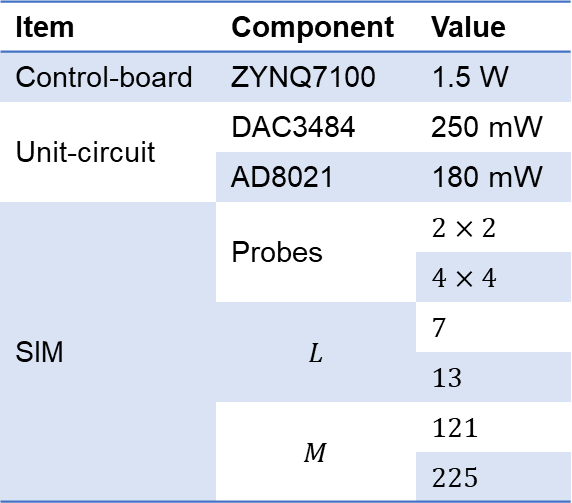 Item Component Value
Control-board ZYNQ7100 1.5 W
Unit-circuit DAC3484 250 mW
AD8021 180 mW
SIM Probes 2 × 2
4 × 4
L 7
13
M 121
225